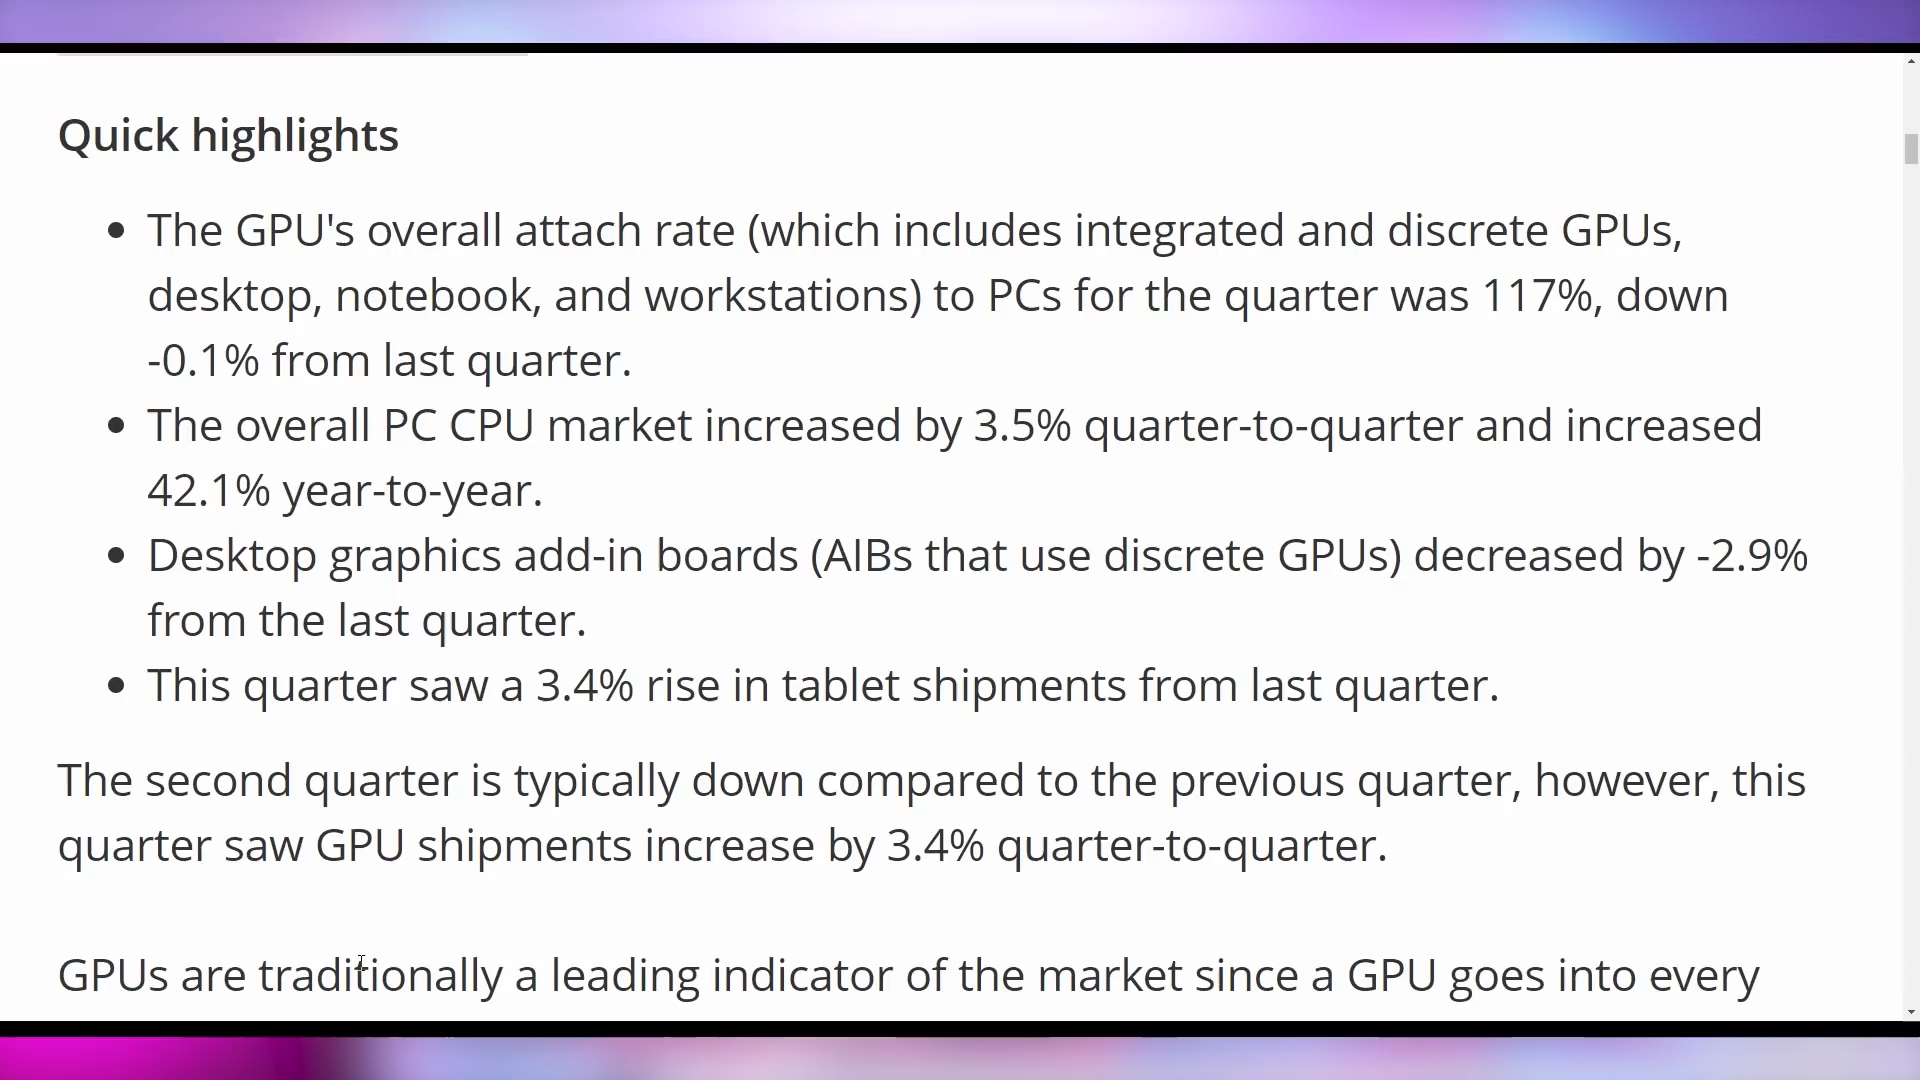 Quick highlights
The GPU's overall attach rate (which includes integrated and discrete GPUs,
desktop, notebook, and workstations) to PCs for the quarter was 117%, down
-0.1% from last quarter.
The overall PC CPU market increased by 3.5% quarter-to-quarter and increased
42.1% year-to-year.
Desktop graphics add-in boards (AIBs that use discrete GPUs) decreased by -2.9%
from the last quarter.
This quarter saw a 3.4% rise in tablet shipments from last quarter.
The second quarter is typically down compared to the previous quarter, however, this
quarter saw GPU shipments increase by 3.4% quarter-to-quarter.
GPUs are traditionally a leading indicator of the market since a GPU goes into every